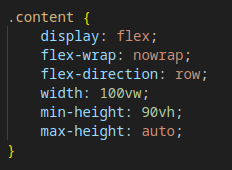 .content {
    display: flex;
    flex-wrap: nowrap;
    flex-direction: row;
    width: 100vw;
    min-height: 90vh;
    max-height: auto;
}